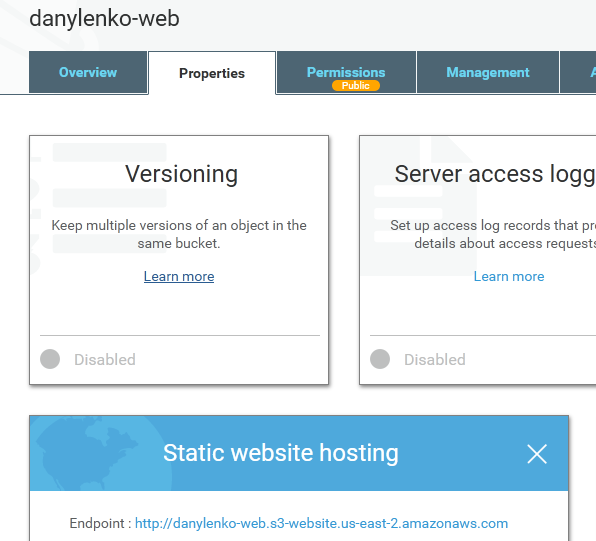 danylenko-web
Overview
Properties
Permissions
Public
Management
A
Versioning
Keep multiple versions of an object in the
same bucket.
Learn more
Disabled
Server access logg
Set up access log records that pr
details about access requests
Learn more
Disabled
Static website hosting
Endpoint : http://danylenko-web.s3-website.us-east-2.amazonaws.com